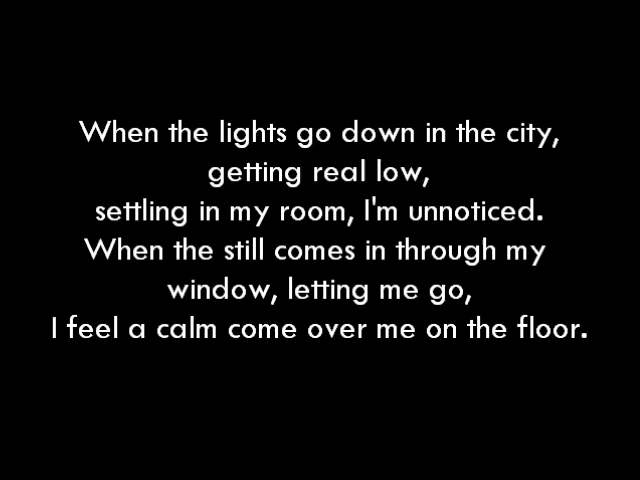 When the lights go down in the city,
getting real low,
settling in my room, I'm unnoticed.
When the still comes in through my
window, letting me go,
I feel a calm come over me on the floor.